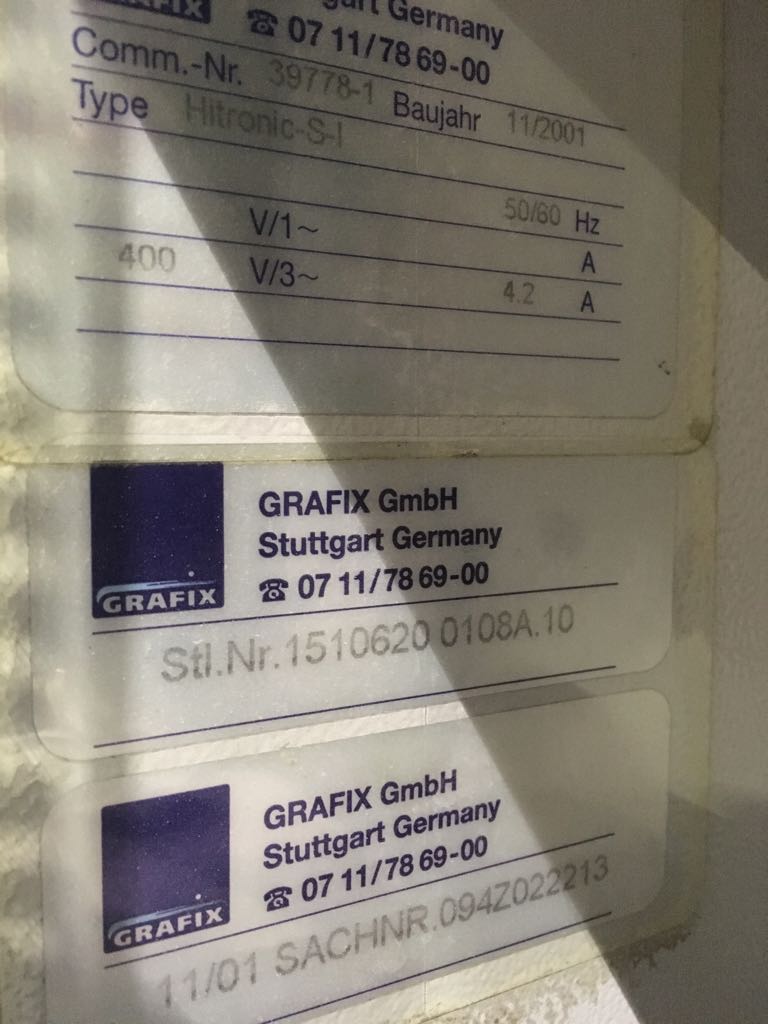 GRAFIX
Stuttgart Germany
☎ 07 11/78 69-00
Comm.-Nr. 39778-1 Baujahr 11/2001
Type Hitronic-S-I
50/60 Hz
V/1~ A
400 V/3~ 4.2 A
GRAFIX GmbH
Stuttgart Germany
☎ 07 11/78 69-00
GRAFIX
Stl.Nr.1510620 0108A.10
GRAFIX GmbH
Stuttgart Germany
☎ 07 11/78 69-00
GRAFIX
11/01 SACHNR.094Z022213